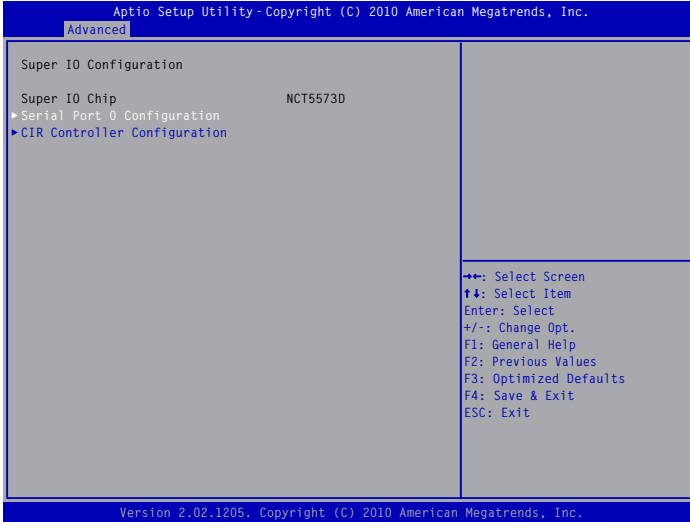 Aptio Setup Utility - Copyright (C) 2010 American Megatrends, Inc.
Advanced
Super IO Configuration
Super IO Chip NCT5573D
►Serial Port 0 Configuration
►CIR Controller Configuration
→←: Select Screen
↑↓: Select Item
Enter: Select
+/-: Change Opt.
F1: General Help
F2: Previous Values
F3: Optimized Defaults
F4: Save & Exit
ESC: Exit
Version 2.02.1205. Copyright (C) 2010 American Megatrends, Inc.